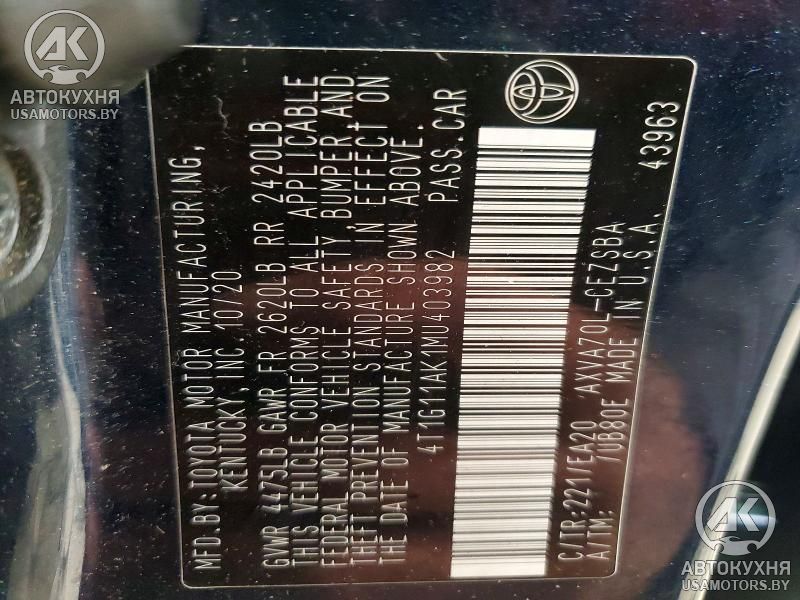 АК
АВТОКУХНЯ
USAMOTORS.BY
MFD. BY: TOYOTA MOTOR MANUFACTURING,
KENTUCKY, INC. 10/20
GVWR 4475LB GAWR FR 2620LB RR 2420LB
THIS VEHICLE CONFORMS TO ALL APPLICABLE
FEDERAL MOTOR VEHICLE SAFETY, BUMPER, AND
THEFT PREVENTION STANDARDS IN EFFECT ON
THE DATE OF MANUFACTURE SHOWN ABOVE.
4T1G11AK1MU403982 PASS. CAR
C/TR:2221/EA20 AXVA70L-CEZSBA
A/TM: /UB80E MADE IN U.S.A. 43963
АК
АВТОКУХНЯ
USAMOTORS.BY